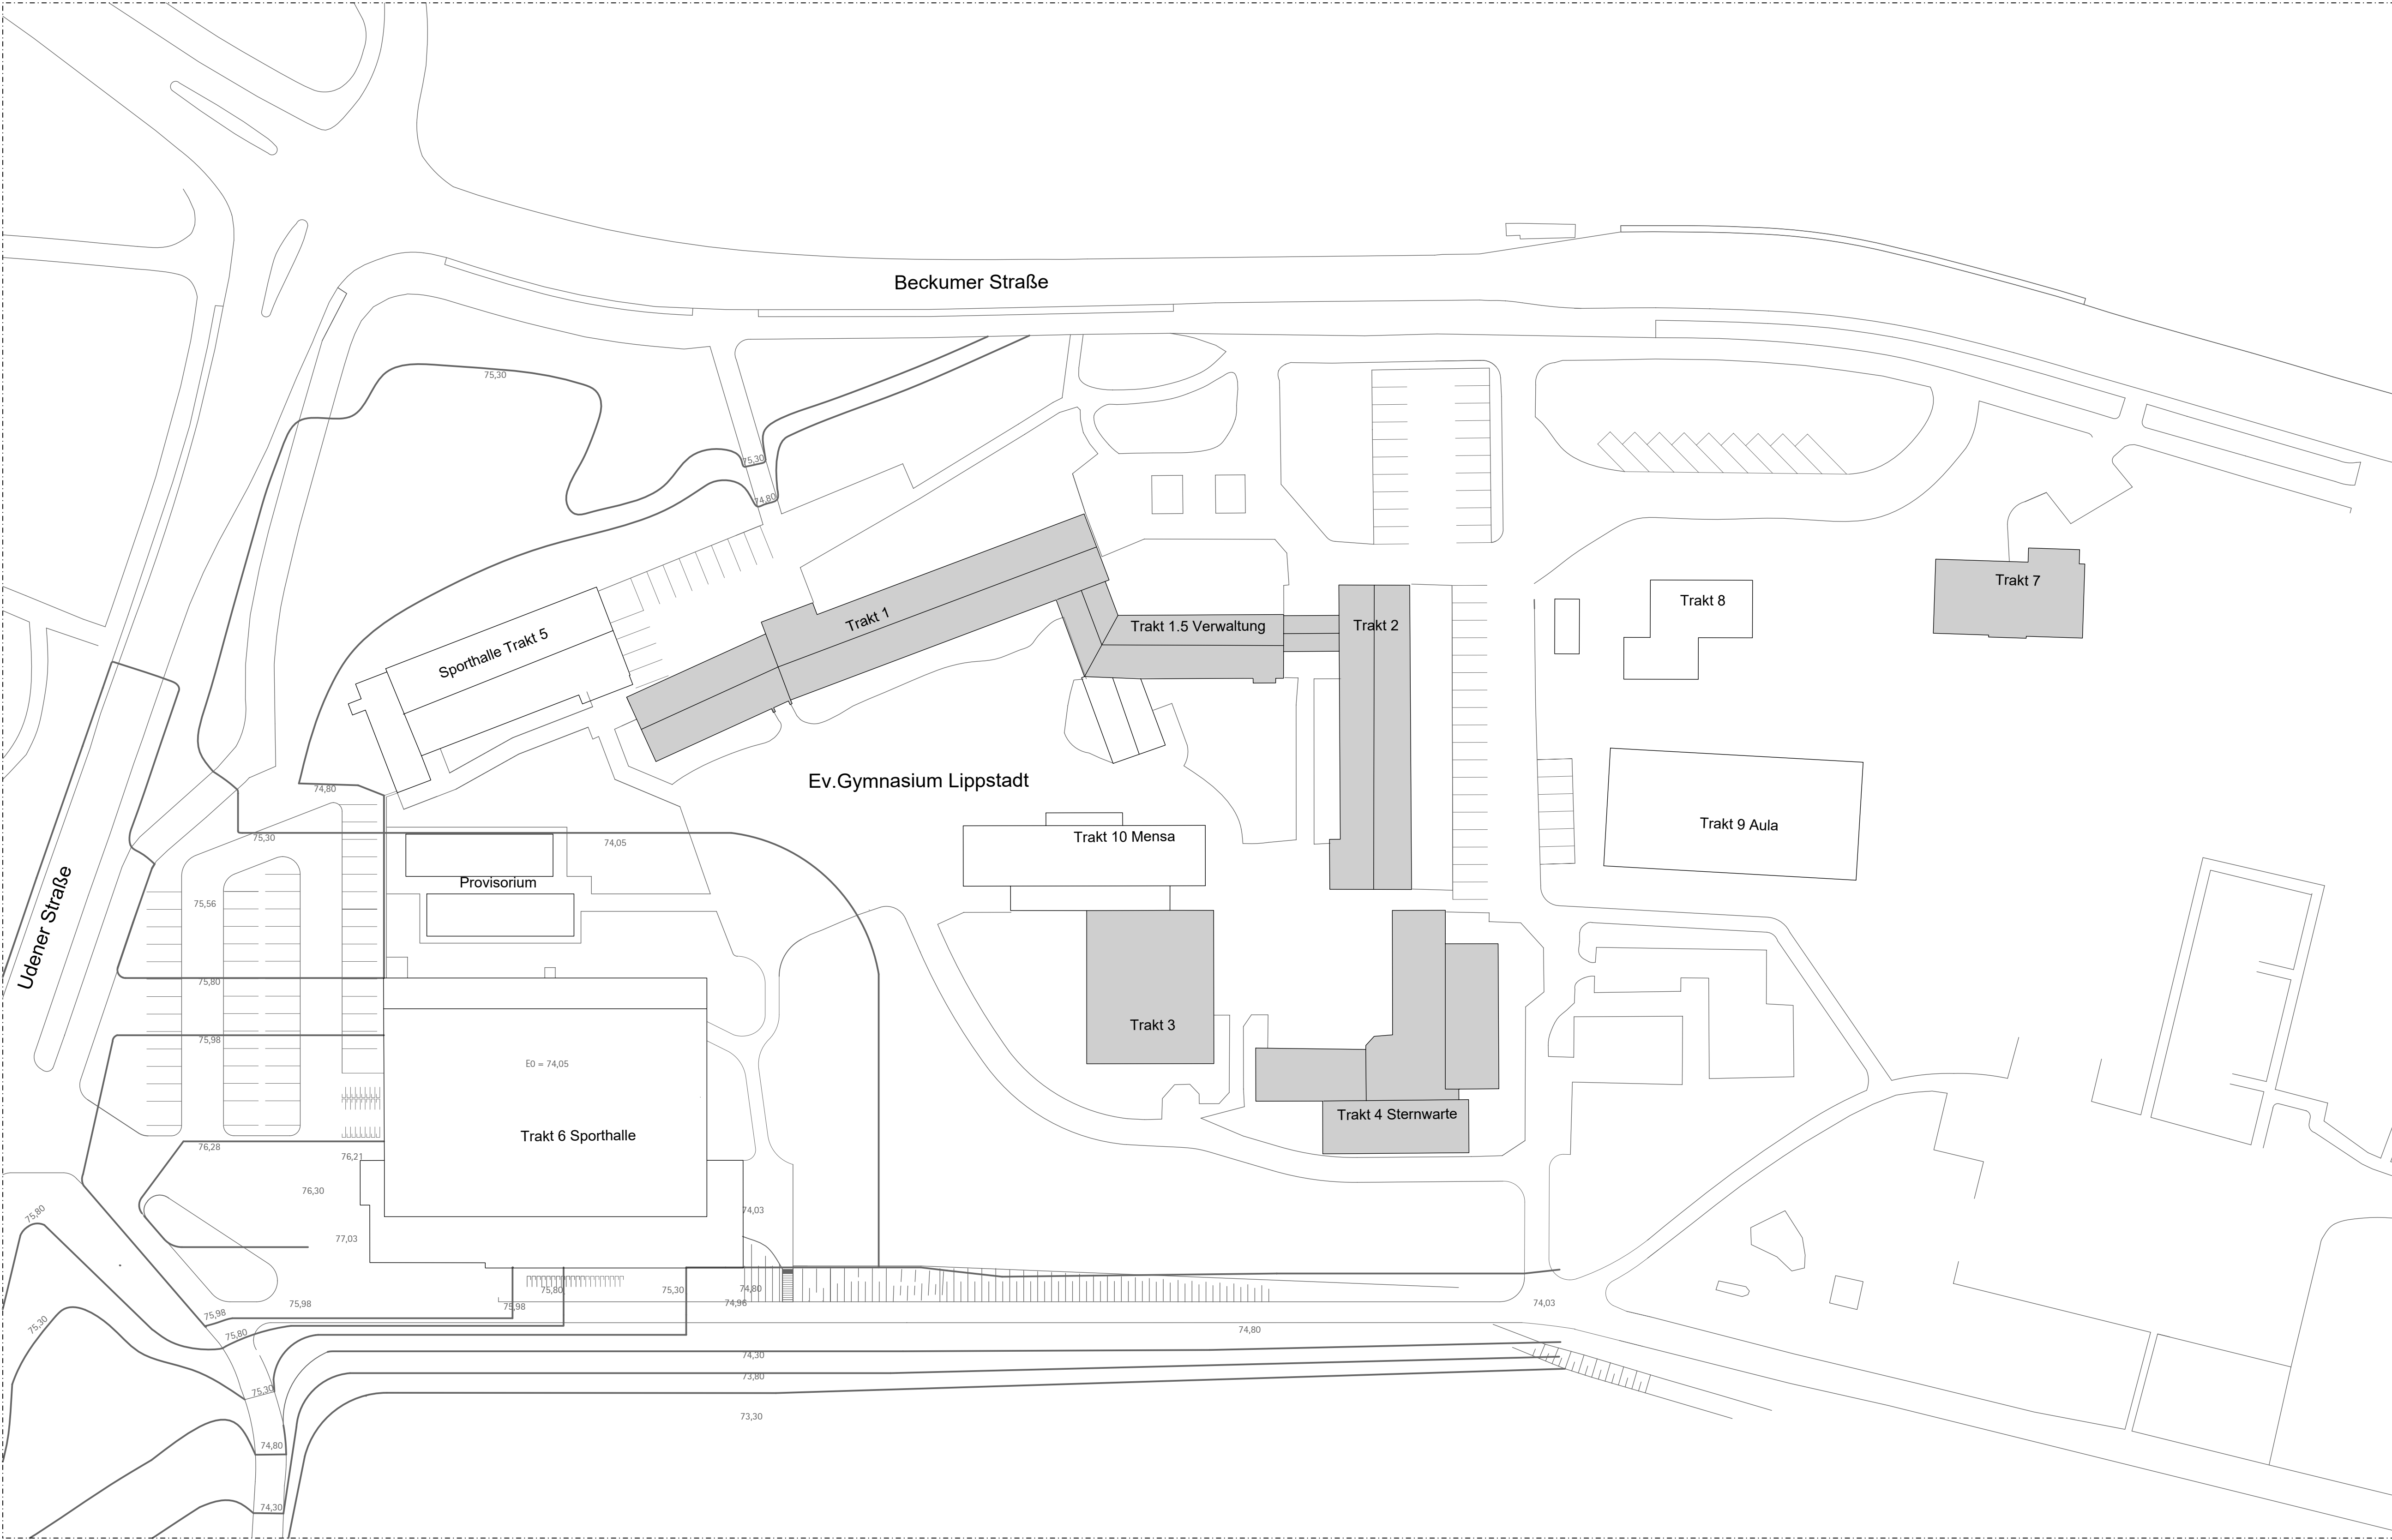 Beckumer Straße
75,30
75,30
74,80
Trakt 7
Trakt 8
Trakt 1
Trakt 1.5 Verwaltung
Trakt 2
Sporthalle Trakt 5
Ev.Gymnasium Lippstadt
74,80
75,30
74,05
Trakt 10 Mensa
Trakt 9 Aula
Provisorium
75,56
Udener Straße
75,80
Trakt 3
75,98
E0 = 74,05
Trakt 4 Sternwarte
Trakt 6 Sporthalle
76,28
76,21
76,30
75,80
74,03
77,03
75,80
75,30
74,80
75,98
75,98
74,96
74,03
75,98
75,30
75,80
74,80
74,30
73,80
75,30
73,30
74,80
74,30